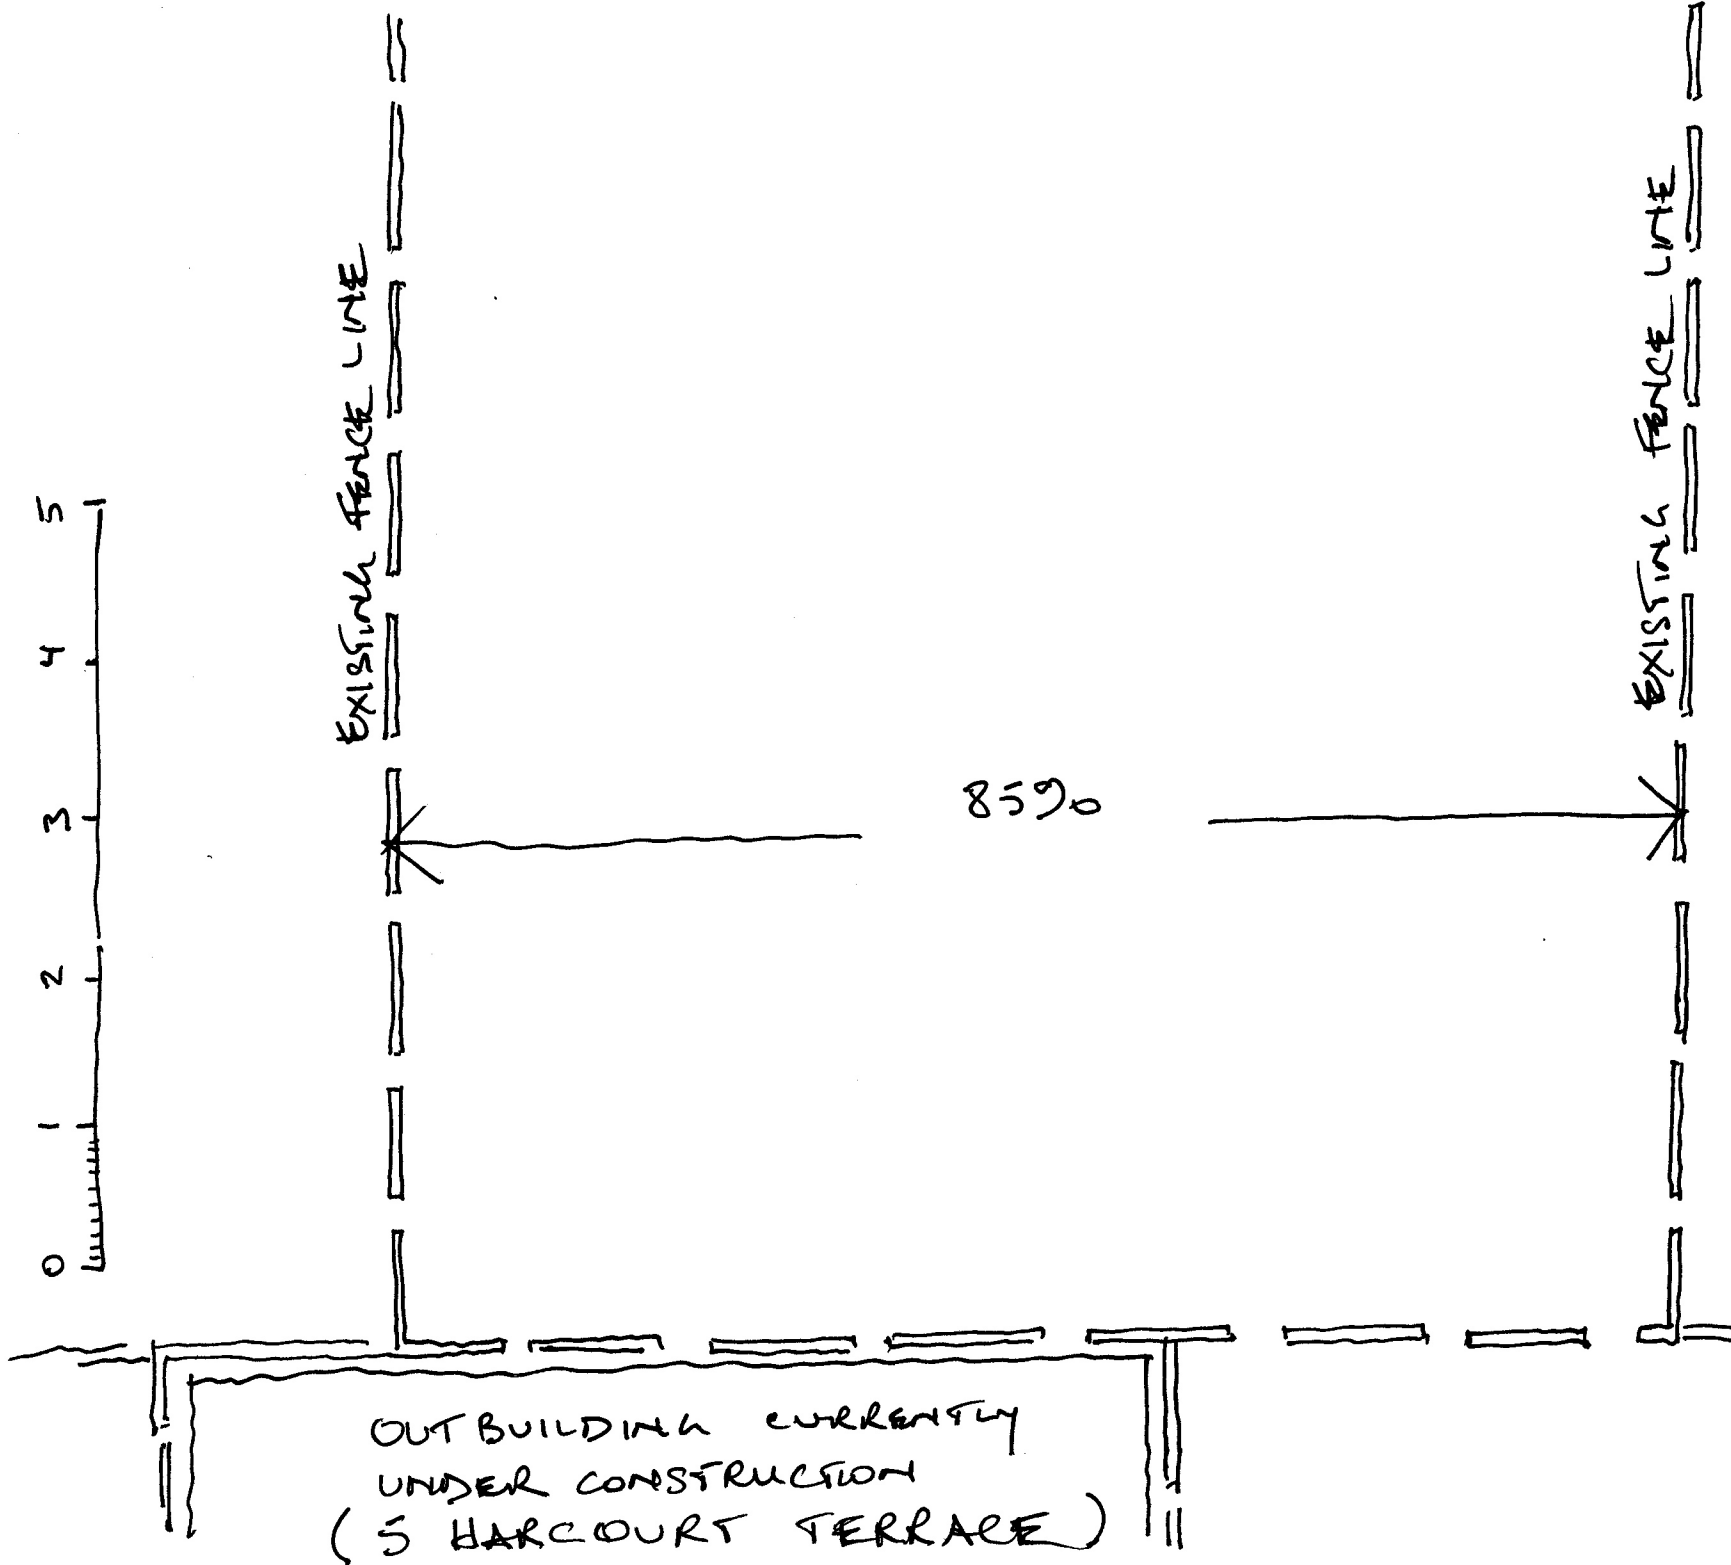 EXISTING FENCE LINE
EXISTING FENCE LINE
5
4
3
2
1
0
8590
OUTBUILDING CURRENTLY
UNDER CONSTRUCTION
(5 HARCOURT TERRACE)